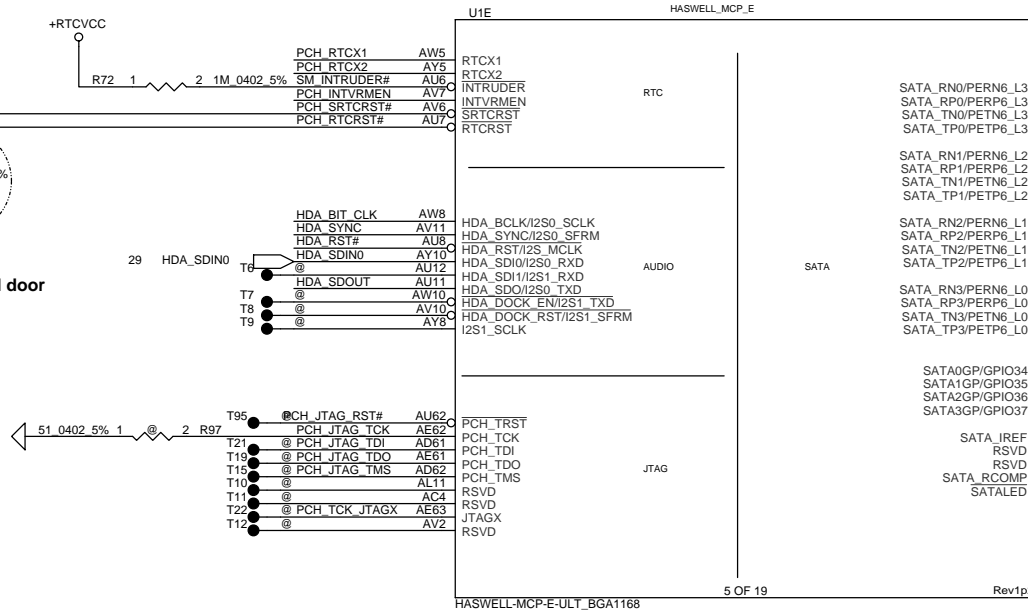 U1E
HASWELL_MCP_E
+RTCVCC
R72 1 2 1M_0402_5%
PCH_RTCX1 AW5 RTCX1
PCH_RTCX2 AY5 RTCX2
SM_INTRUDER# AU6 INTRUDER
PCH_INTVRMEN AV7 INTVRMEN
PCH_SRTCRST# AV6 SRTCRST
PCH_RTCRST# AU7 RTCRST
RTC
%
door
29 HDA_SDIN0
HDA_BIT_CLK AW8 HDA_BCLK/I2S0_SCLK
HDA_SYNC AV11 HDA_SYNC/I2S0_SFRM
HDA_RST# AU8 HDA_RST/I2S_MCLK
HDA_SDIN0 AY10 HDA_SDI0/I2S0_RXD
T6 @ AU12 HDA_SDI1/I2S1_RXD
HDA_SDOUT AU11 HDA_SDO/I2S0_TXD
T7 @ AW10 HDA_DOCK_EN/I2S1_TXD
T8 @ AV10 HDA_DOCK_RST/I2S1_SFRM
T9 @ AY8 I2S1_SCLK
AUDIO
T95 @ PCH_JTAG_RST# AU62 PCH_TRST
51_0402_5% 1 @ 2 R97 PCH_JTAG_TCK AE62 PCH_TCK
T21 @ PCH_JTAG_TDI AD61 PCH_TDI
T19 @ PCH_JTAG_TDO AE61 PCH_TDO
T15 @ PCH_JTAG_TMS AD62 PCH_TMS
T10 @ AL11 RSVD
T11 @ AC4 RSVD
T22 @ PCH_TCK_JTAGX AE63 JTAGX
T12 @ AV2 RSVD
JTAG
SATA
SATA_RN0/PERN6_L3
SATA_RP0/PERP6_L3
SATA_TN0/PETN6_L3
SATA_TP0/PETP6_L3
SATA_RN1/PERN6_L2
SATA_RP1/PERP6_L2
SATA_TN1/PETN6_L2
SATA_TP1/PETP6_L2
SATA_RN2/PERN6_L1
SATA_RP2/PERP6_L1
SATA_TN2/PETN6_L1
SATA_TP2/PETP6_L1
SATA_RN3/PERN6_L0
SATA_RP3/PERP6_L0
SATA_TN3/PETN6_L0
SATA_TP3/PETP6_L0
SATA0GP/GPIO34
SATA1GP/GPIO35
SATA2GP/GPIO36
SATA3GP/GPIO37
SATA_IREF
RSVD
RSVD
SATA_RCOMP
SATALED
5 OF 19
Rev1p
HASWELL-MCP-E-ULT_BGA1168